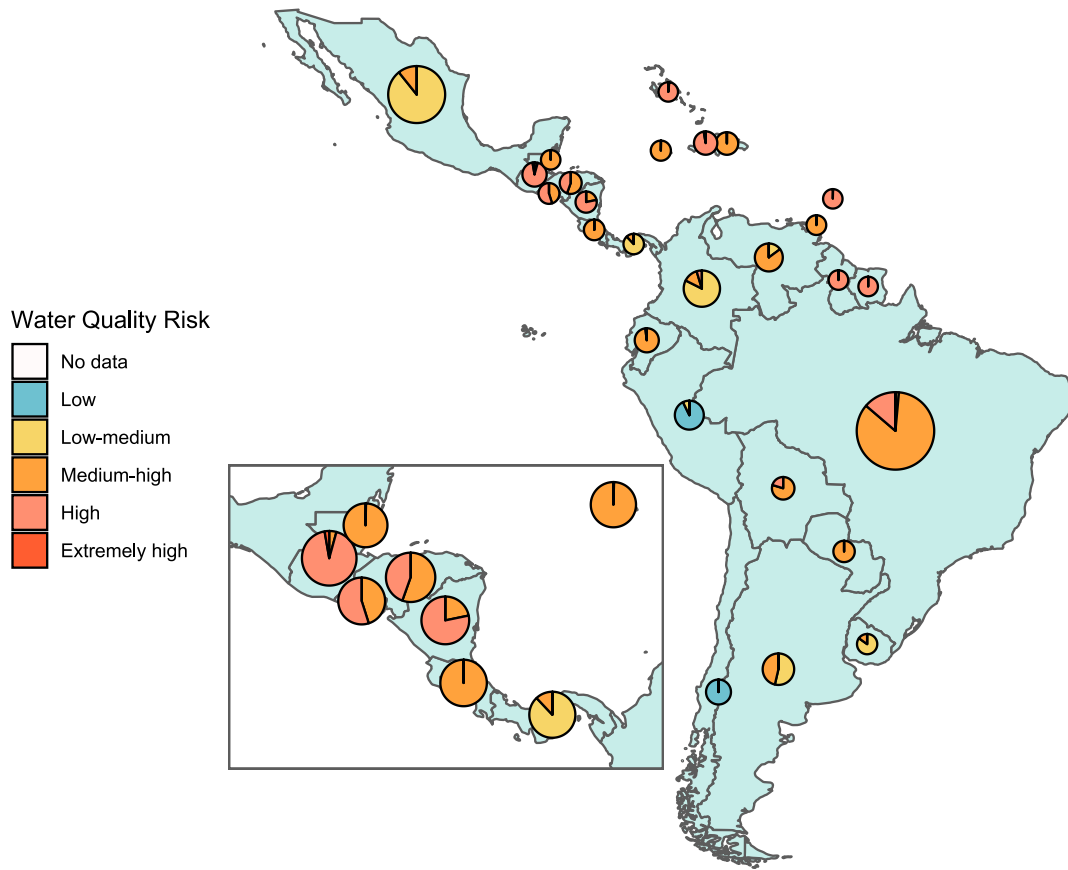 Water Quality Risk
No data
Low
Low-medium
Medium-high
High
Extremely high